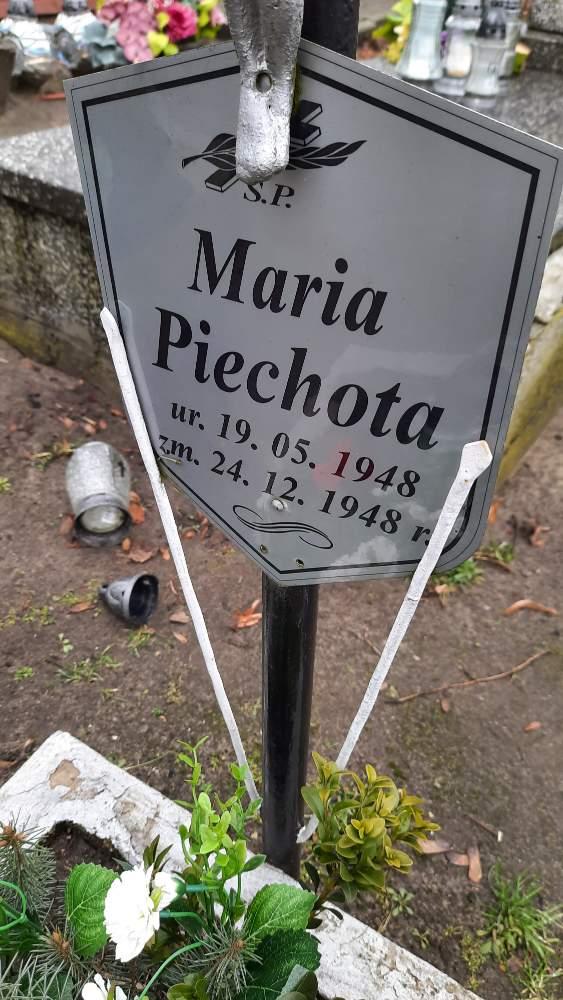 S.P.
Maria
Piechota
ur. 19. 05. 1948
zm. 24. 12. 1948 r.